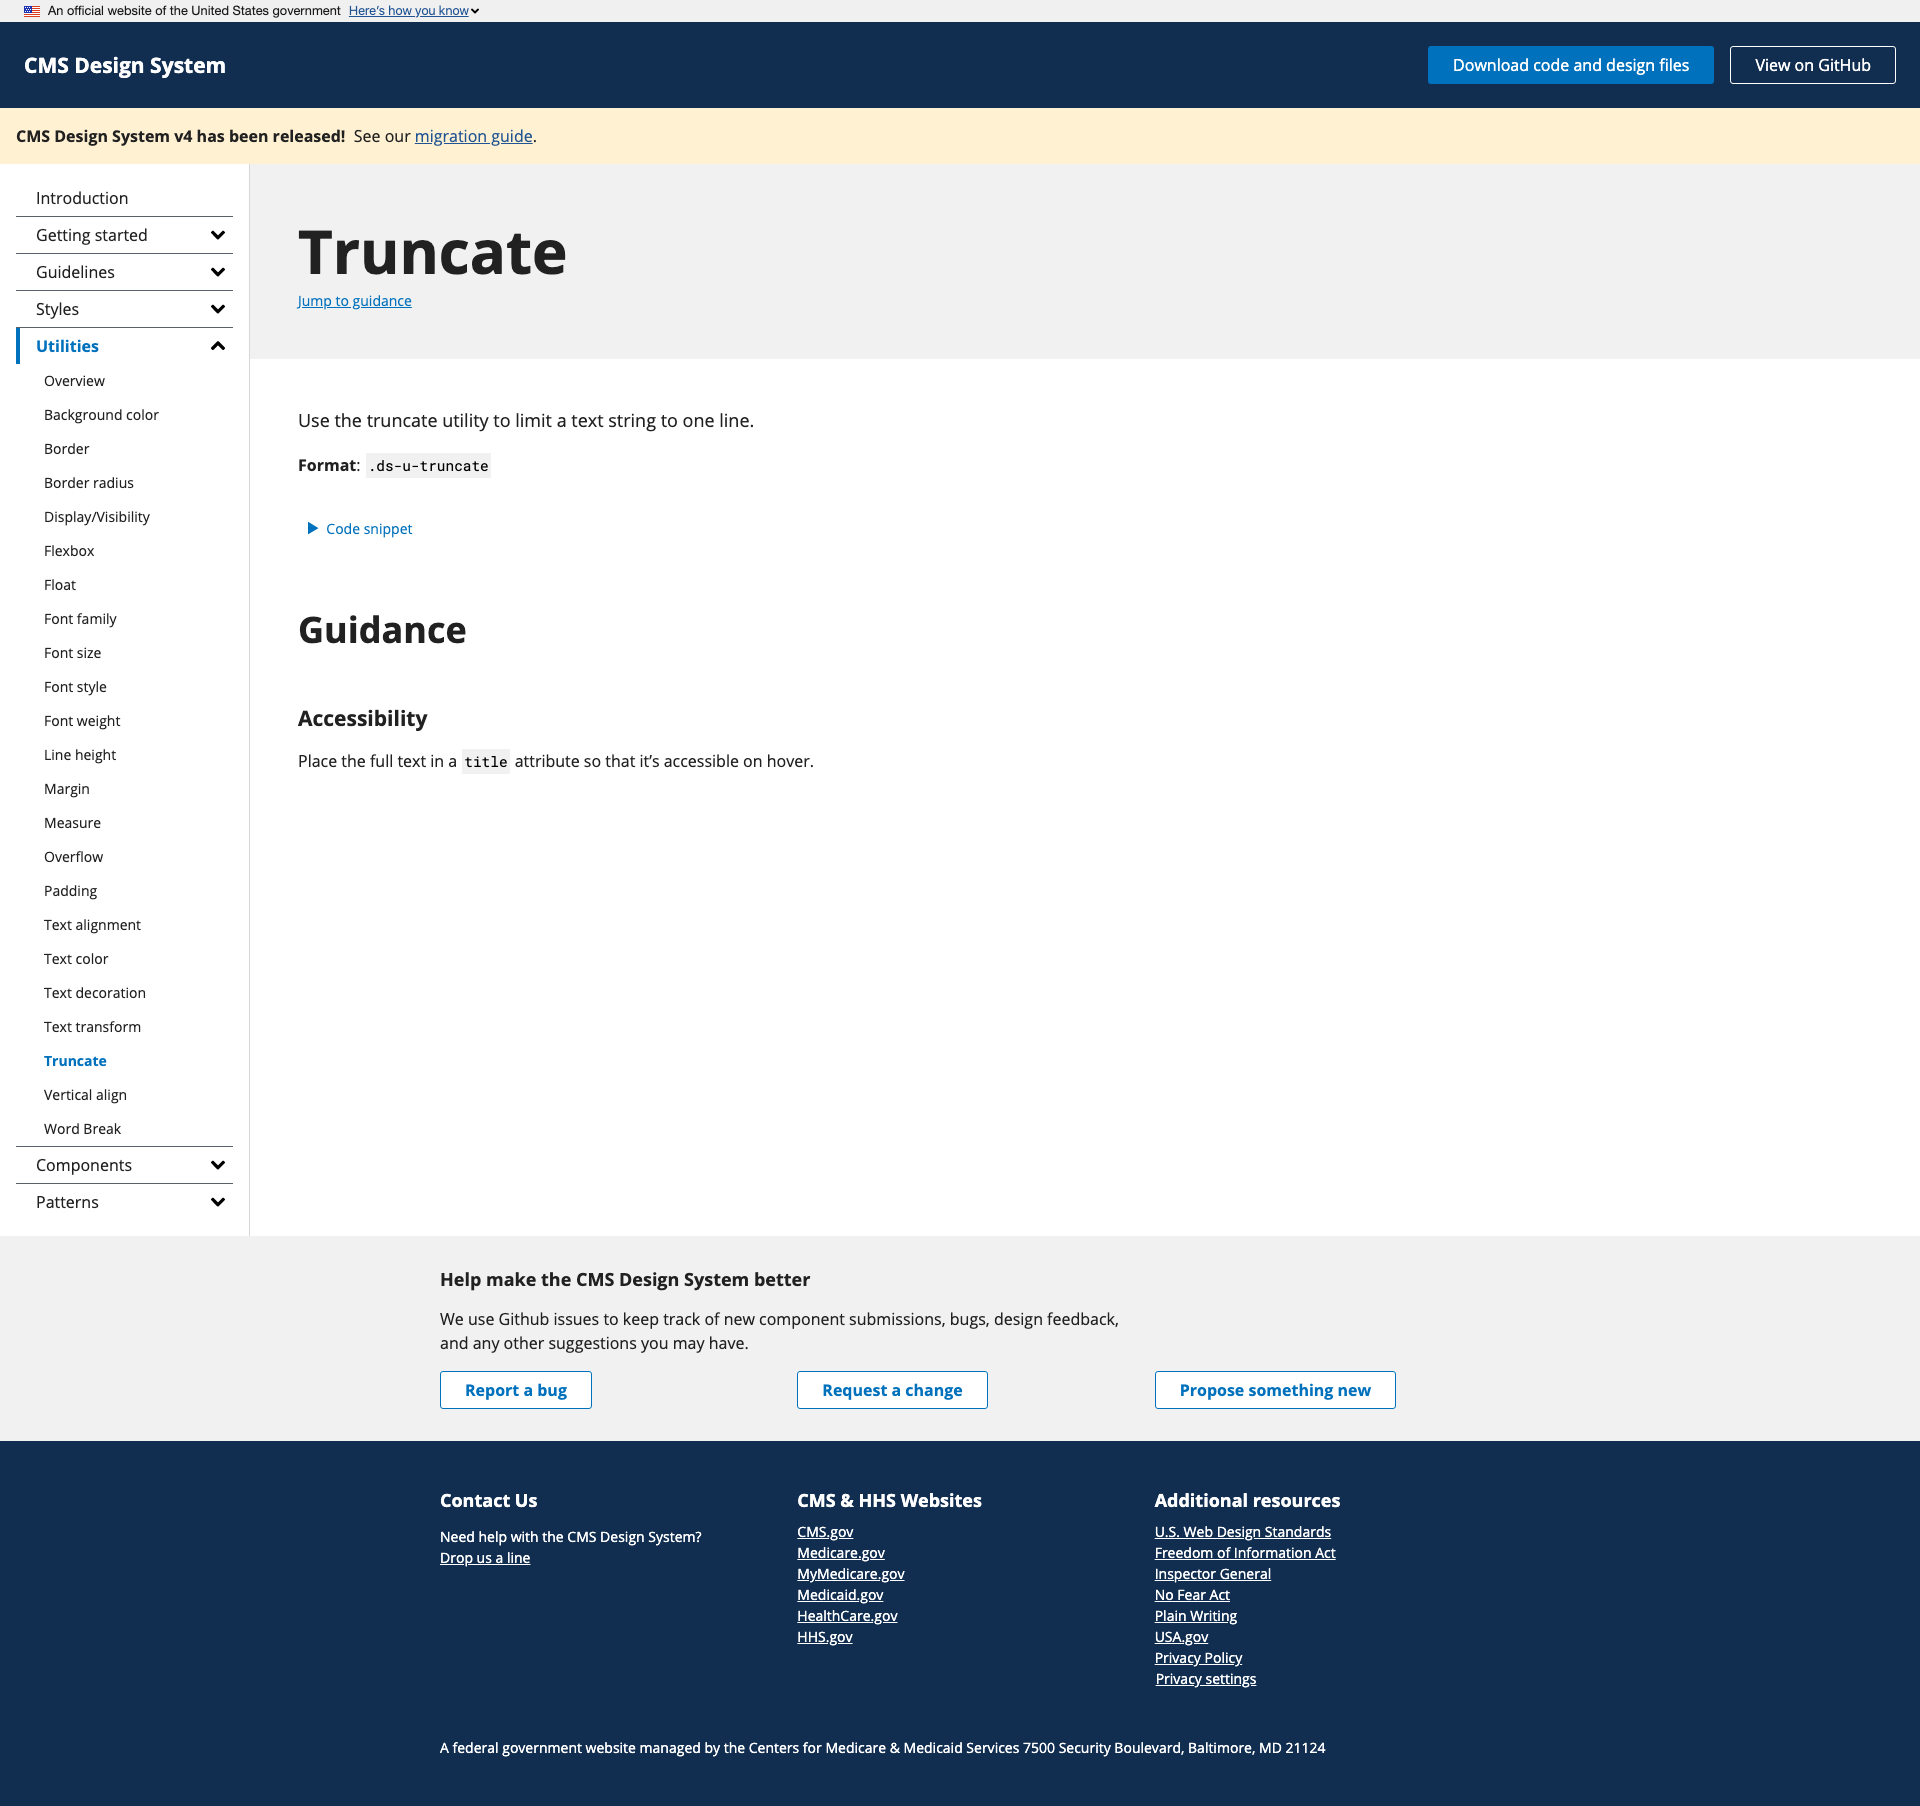 An official website of the United States government Here's how you know
CMS Design System
Download code and design files
View on GitHub
CMS Design System v4 has been released! See our migration guide.
Introduction
Getting started
Guidelines
Styles
Utilities
Overview
Background color
Border
Border radius
Display/Visibility
Flexbox
Float
Font family
Font size
Font style
Font weight
Line height
Margin
Measure
Overflow
Padding
Text alignment
Text color
Text decoration
Text transform
Truncate
Vertical align
Word Break
Components
Patterns
Truncate
Jump to guidance
Use the truncate utility to limit a text string to one line.
Format: .ds-u-truncate
Code snippet
Guidance
Accessibility
Place the full text in a title attribute so that it’s accessible on hover.
Help make the CMS Design System better
We use Github issues to keep track of new component submissions, bugs, design feedback,
and any other suggestions you may have.
Report a bug
Request a change
Propose something new
Contact Us
Need help with the CMS Design System?
Drop us a line
CMS & HHS Websites
CMS.gov
Medicare.gov
MyMedicare.gov
Medicaid.gov
HealthCare.gov
HHS.gov
Additional resources
U.S. Web Design Standards
Freedom of Information Act
Inspector General
No Fear Act
Plain Writing
USA.gov
Privacy Policy
Privacy settings
A federal government website managed by the Centers for Medicare & Medicaid Services 7500 Security Boulevard, Baltimore, MD 21124